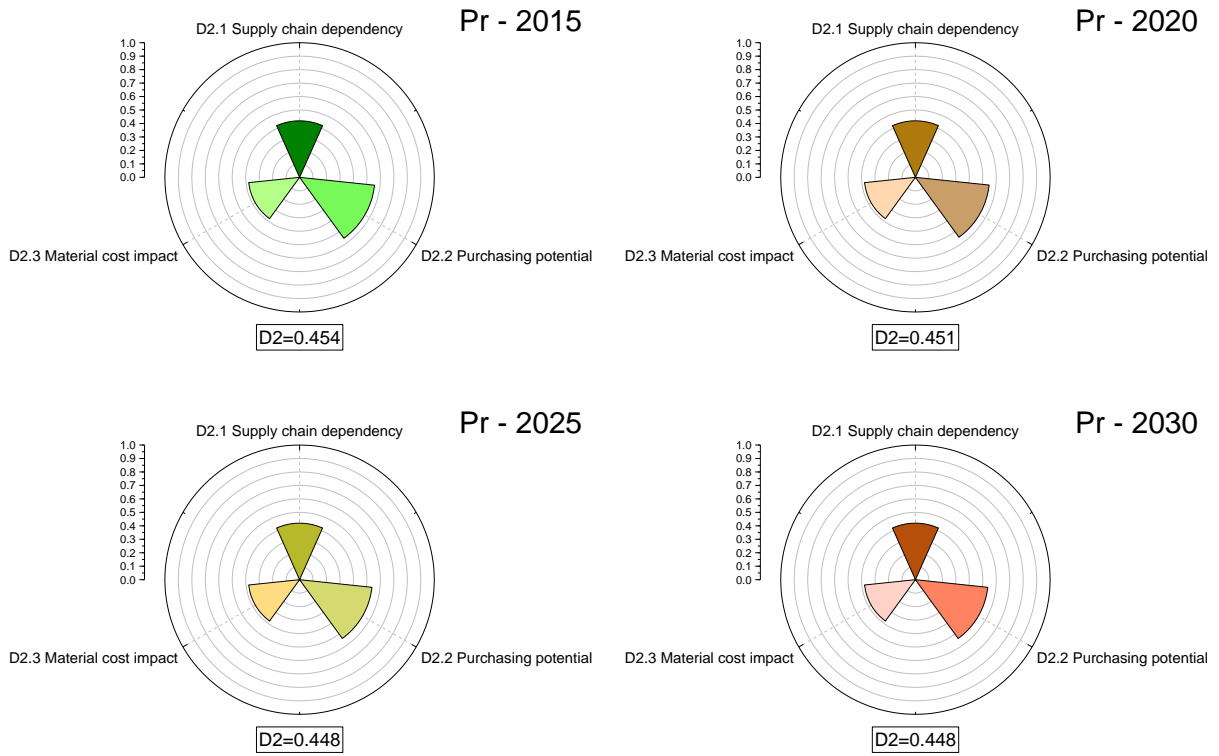 Pr - 2015
D2.1 Supply chain dependency
1.0
0.9
0.8
0.7
0.6
0.5
0.4
0.3
0.2
0.1
0.0
D2.3 Material cost impact
D2.2 Purchasing potential
D2=0.454
Pr - 2020
D2.1 Supply chain dependency
1.0
0.9
0.8
0.7
0.6
0.5
0.4
0.3
0.2
0.1
0.0
D2.3 Material cost impact
D2.2 Purchasing potential
D2=0.451
Pr - 2025
D2.1 Supply chain dependency
1.0
0.9
0.8
0.7
0.6
0.5
0.4
0.3
0.2
0.1
0.0
D2.3 Material cost impact
D2.2 Purchasing potential
D2=0.448
Pr - 2030
D2.1 Supply chain dependency
1.0
0.9
0.8
0.7
0.6
0.5
0.4
0.3
0.2
0.1
0.0
D2.3 Material cost impact
D2.2 Purchasing potential
D2=0.448